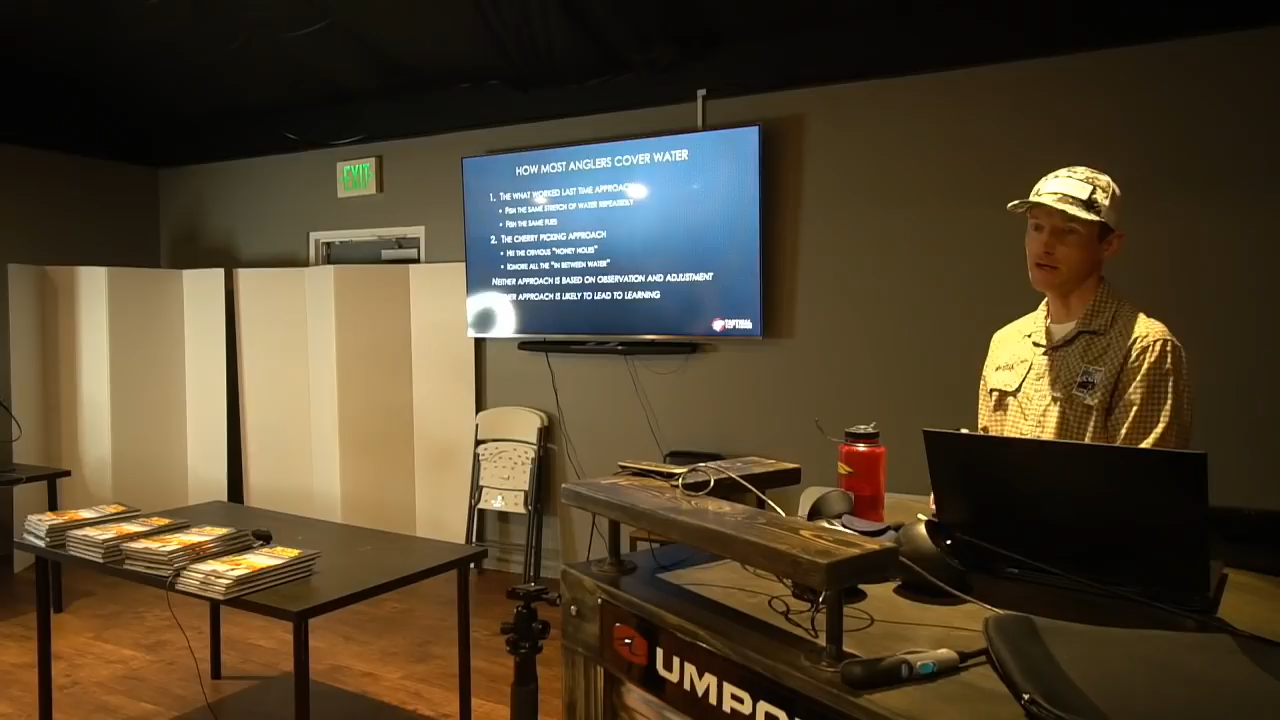 EXIT
HOW MOST ANGLERS COVER WATER
1. THE WHAT WORKED LAST TIME APPROACH
• FISH THE SAME STRETCH OF WATER REPEATEDLY
• FISH THE SAME FLIES
2. THE CHERRY PICKING APPROACH
• HIT THE OBVIOUS "HONEY HOLES"
• IGNORE ALL THE "IN BETWEEN WATER"
NEITHER APPROACH IS BASED ON OBSERVATION AND ADJUSTMENT
APPROACH IS LIKELY TO LEAD TO LEARNING
TACTICAL
UMPQ